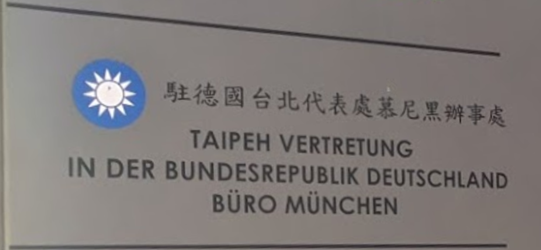 駐德國台北代表處慕尼黑辦事處
TAIPEH VERTRETUNG
IN DER BUNDESREPUBLIK DEUTSCHLAND
BÜRO MÜNCHEN